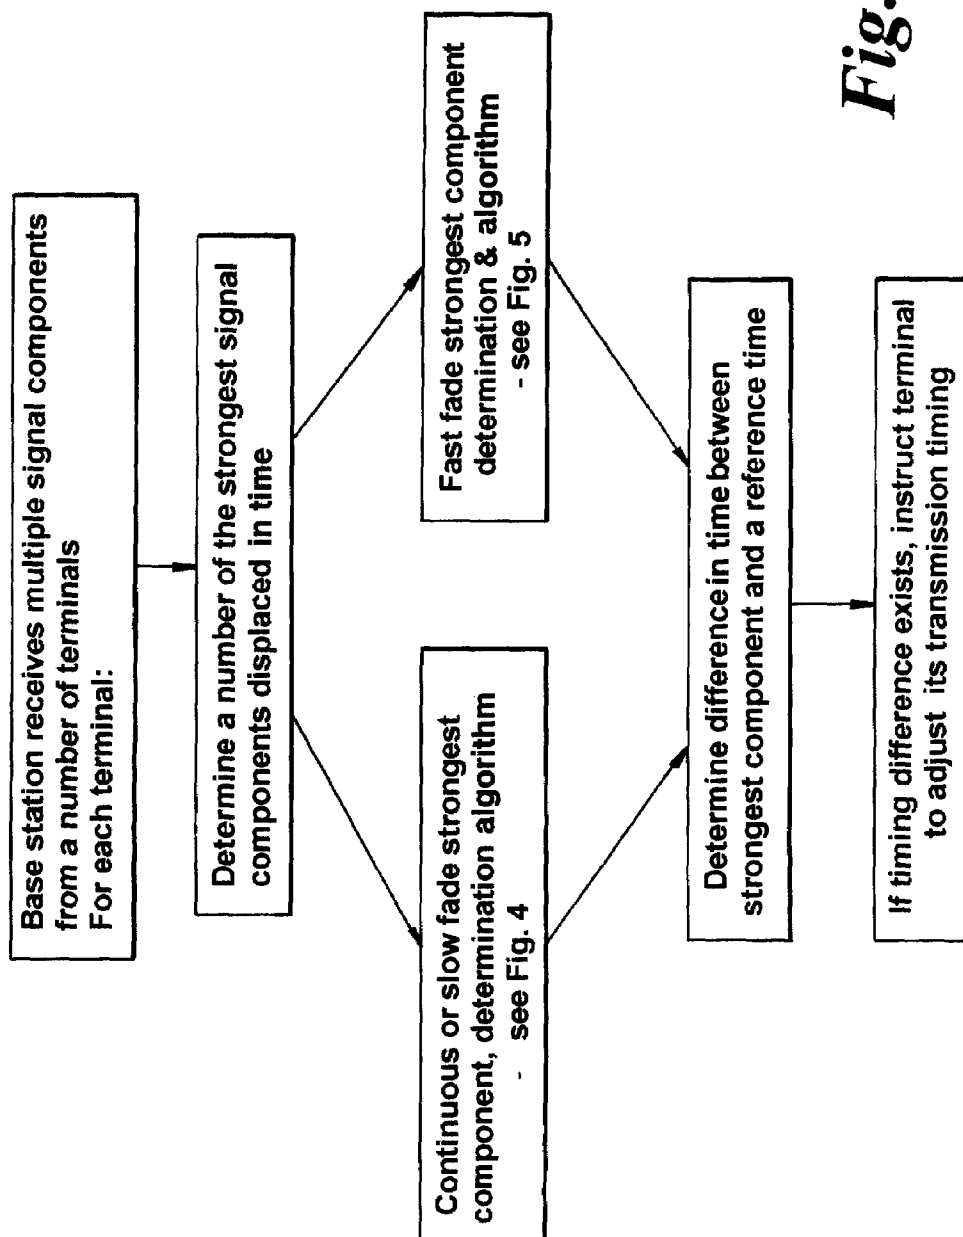 Base station receives multiple signal components
from a number of terminals
For each terminal:
Determine a number of the strongest signal
components displaced in time
Continuous or slow fade strongest
component, determination algorithm
- see Fig. 4
Fast fade strongest component
determination & algorithm
- see Fig. 5
Determine difference in time between
strongest component and a reference time
If timing difference exists, instruct terminal
to adjust its transmission timing
Fig.